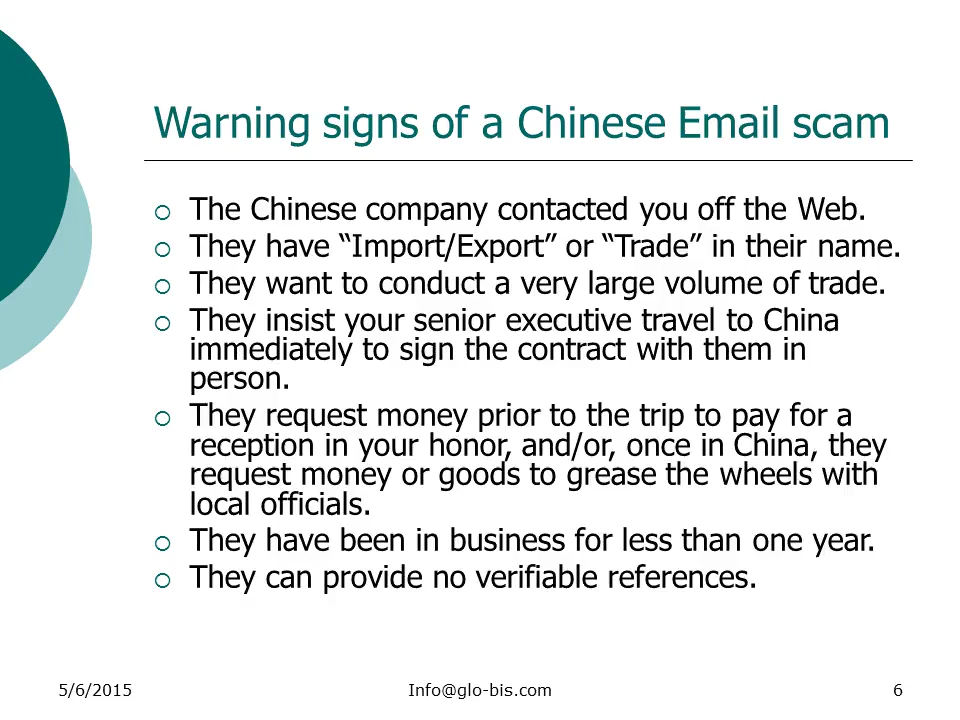 Warning signs of a Chinese Email scam
The Chinese company contacted you off the Web.
They have “Import/Export” or “Trade” in their name.
They want to conduct a very large volume of trade.
They insist your senior executive travel to China
immediately to sign the contract with them in
person.
They request money prior to the trip to pay for a
reception in your honor, and/or, once in China, they
request money or goods to grease the wheels with
local officials.
They have been in business for less than one year.
They can provide no verifiable references.
5/6/2015
Info@glo-bis.com
6